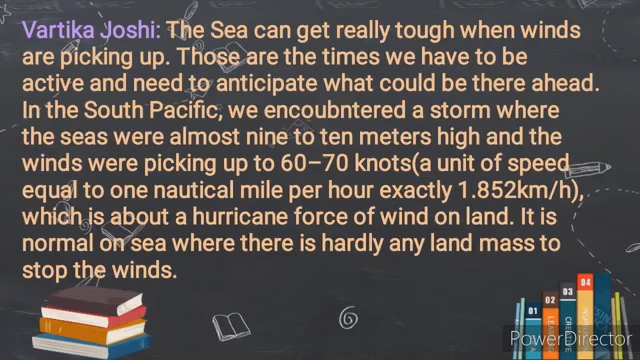 Vartika Joshi: The Sea can get really tough when winds
are picking up. Those are the times we have to be
active and need to anticipate what could be there ahead.
In the South Pacific, we encoubntered a storm where
the seas were almost nine to ten meters high and the
winds were picking up to 60–70 knots(a unit of speed
equal to one nautical mile per hour exactly 1.852km/h),
which is about a hurricane force of wind on land. It is
normal on sea where there is hardly any land mass to
stop the winds.
01
02
03
04
PowerDirector